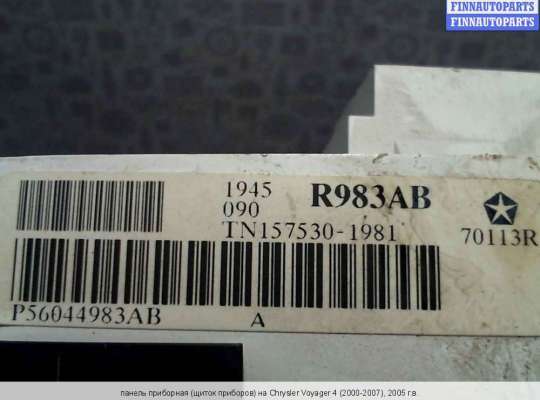 FINNAUTOPARTS
FINNAUTOPARTS
1945
R983AB
090
TN157530-1981
70113R
P56044983AB
A
панель приборная (щиток приборов) на Chrysler Voyager 4 (2000-2007), 2005 г.в.